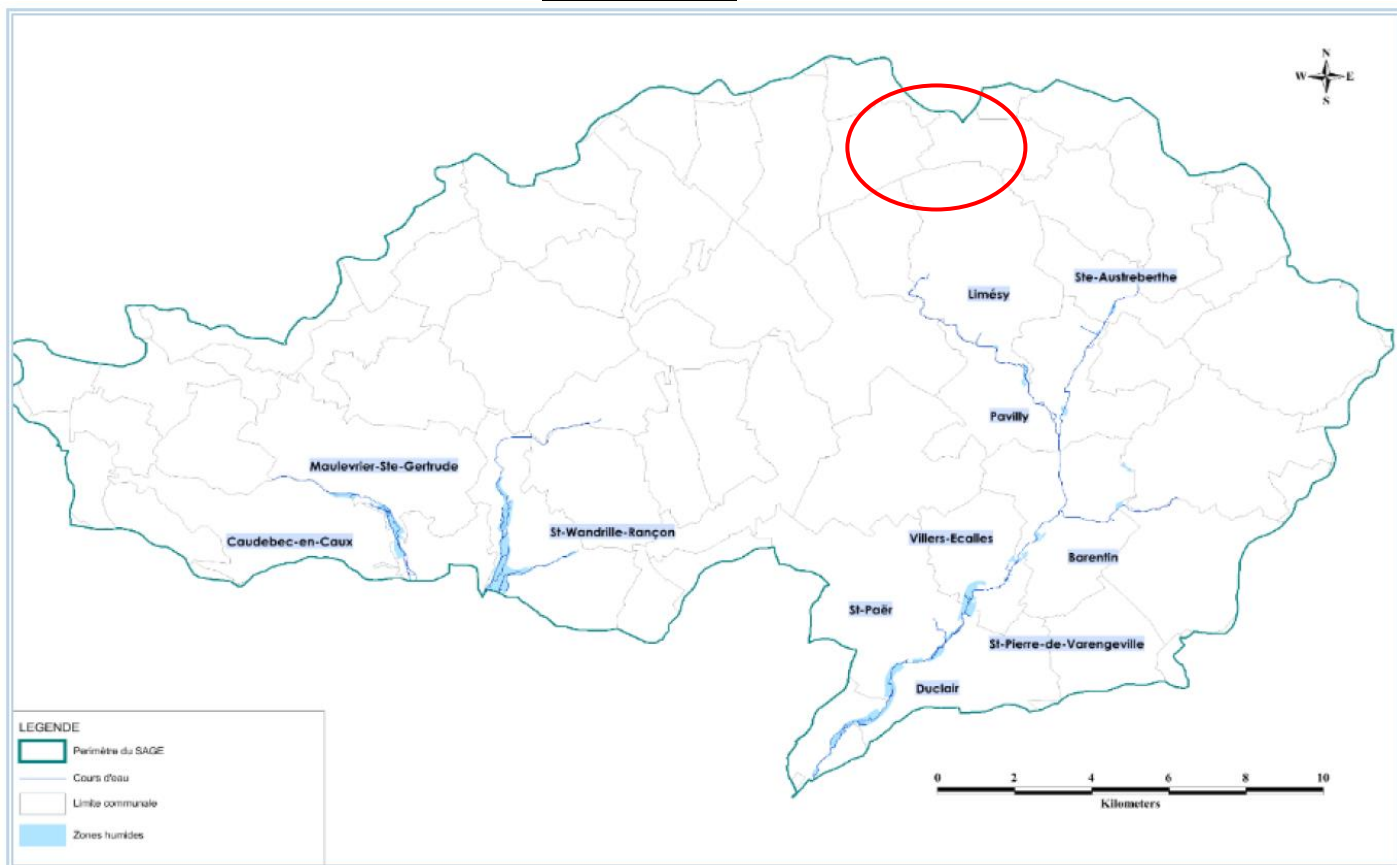 N
W E
S
Ste-Austreberthe
Limésy
Pavilly
Maulevrier-Ste-Gertrude
St-Wandrille-Rançon
Caudebec-en-Caux
Villers-Ecalles
Barentin
St-Paër
St-Pierre-de-Varengeville
Duclair
LEGENDE
Perimètre du SAGE
Cours d'eau
Limite communale
Zones humides
0 2 4 6 8 10
Kilometers